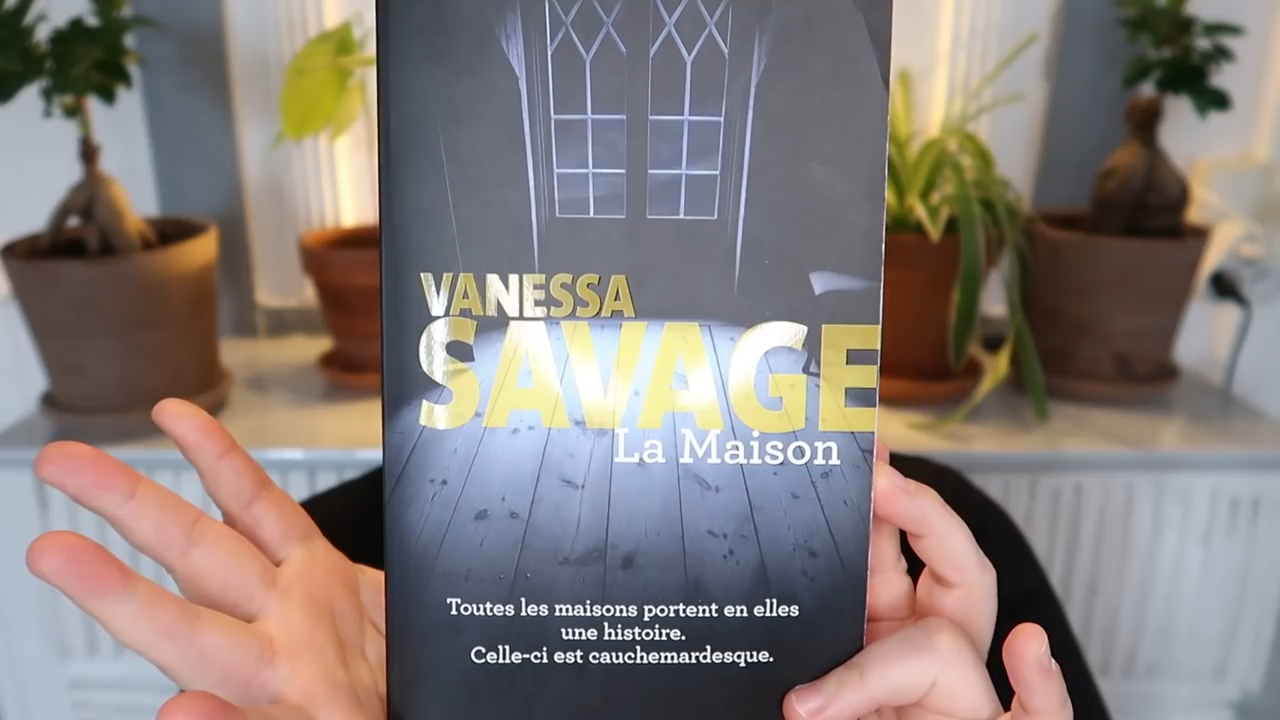 VANESSA
SAVAGE
La Maison
Toutes les maisons portent en elles
une histoire.
Celle-ci est cauchemardesque.